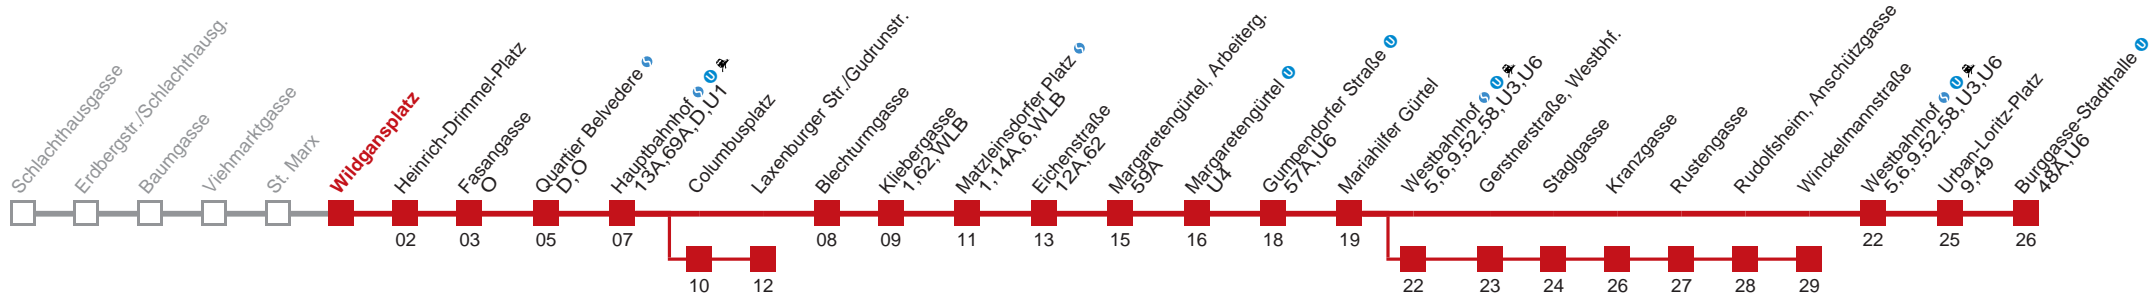 Schlachthausgasse
Erdbergstr./Schlachthausg.
Baumgasse
Viehmarktgasse
St. Marx
Wildgansplatz
Heinrich-Drimmel-Platz
Fasangasse
O
Quartier Belvedere S
D,O
Hauptbahnhof S U
13A,69A,D,U1
Columbusplatz
Laxenburger Str./Gudrunstr.
Blechturmgasse
Kliebergasse
1,62,WLB
Matzleinsdorfer Platz S
1,14A,6,WLB
Eichenstraße
12A,62
Margaretengürtel, Arbeiterg.
59A
Margaretengürtel U
U4
Gumpendorfer Straße U
57A,U6
Mariahilfer Gürtel
Westbahnhof S U
5,6,9,52,58,U3,U6
Gerstnerstraße, Westbhf.
Staglgasse
Kranzgasse
Rustengasse
Rudolfsheim, Anschützgasse
Winckelmannstraße
Westbahnhof S U
5,6,9,52,58,U3,U6
Urban-Loritz-Platz
9,49
Burggasse-Stadthalle U
48A,U6
02 03 05 07 08 09 11 13 15 16 18 19 22 25 26
10 12 22 23 24 26 27 28 29